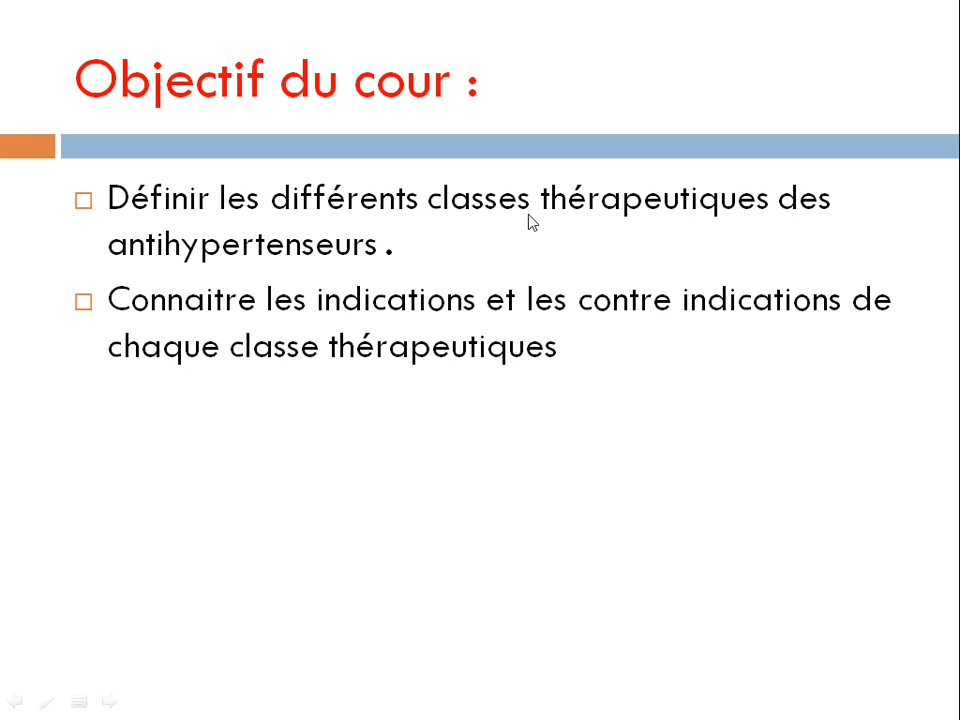 Objectif du cour :
Définir les différents classes thérapeutiques des
antihypertenseurs .
Connaitre les indications et les contre indications de
chaque classe thérapeutiques